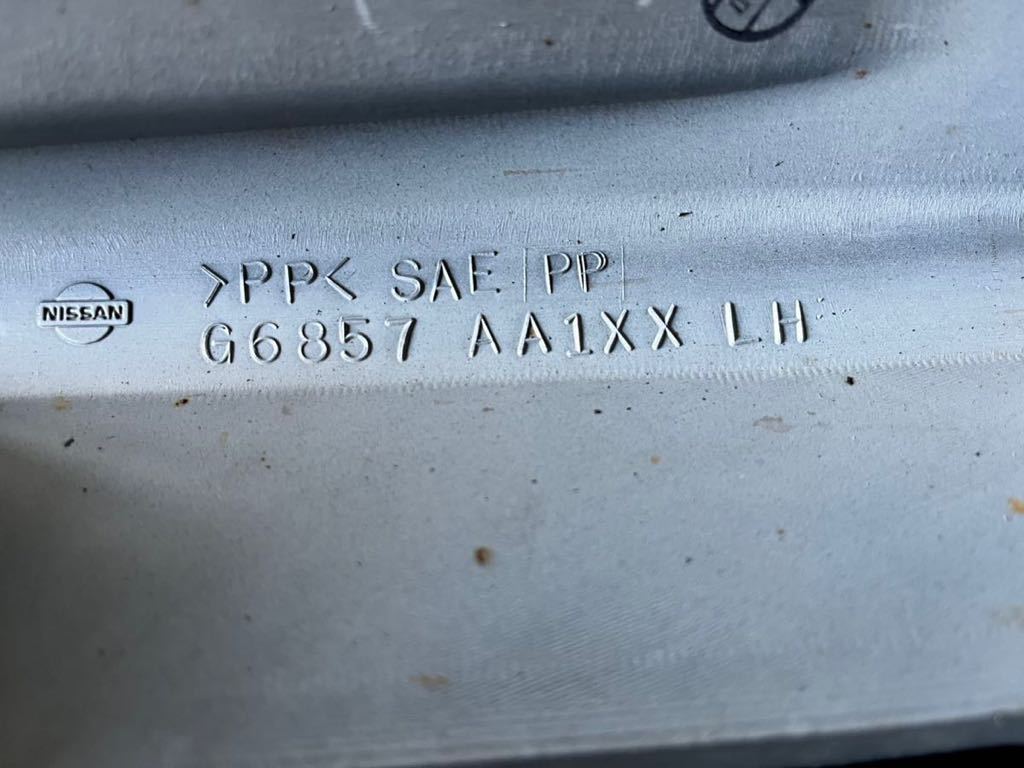 NISSAN
>PP< SAE |PP|
G6857 AA1XX LH